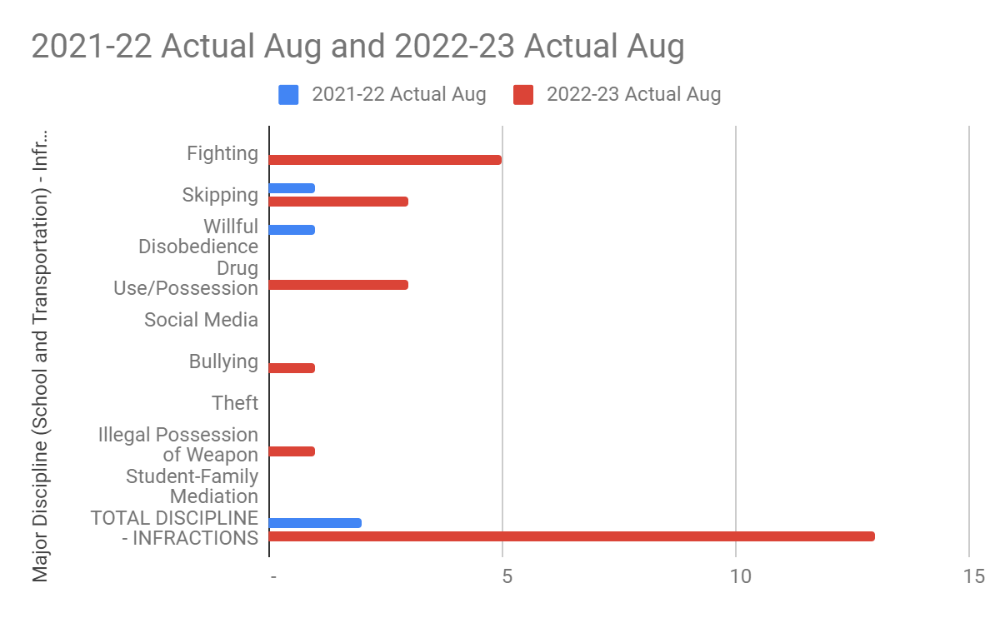 2021-22 Actual Aug and 2022-23 Actual Aug
2021-22 Actual Aug
2022-23 Actual Aug
Major Discipline (School and Transportation) - Infr...
Fighting
Skipping
Willful
Disobedience
Drug
Use/Possession
Social Media
Bullying
Theft
Illegal Possession
of Weapon
Student-Family
Mediation
TOTAL DISCIPLINE
- INFRACTIONS
-
5
10
15